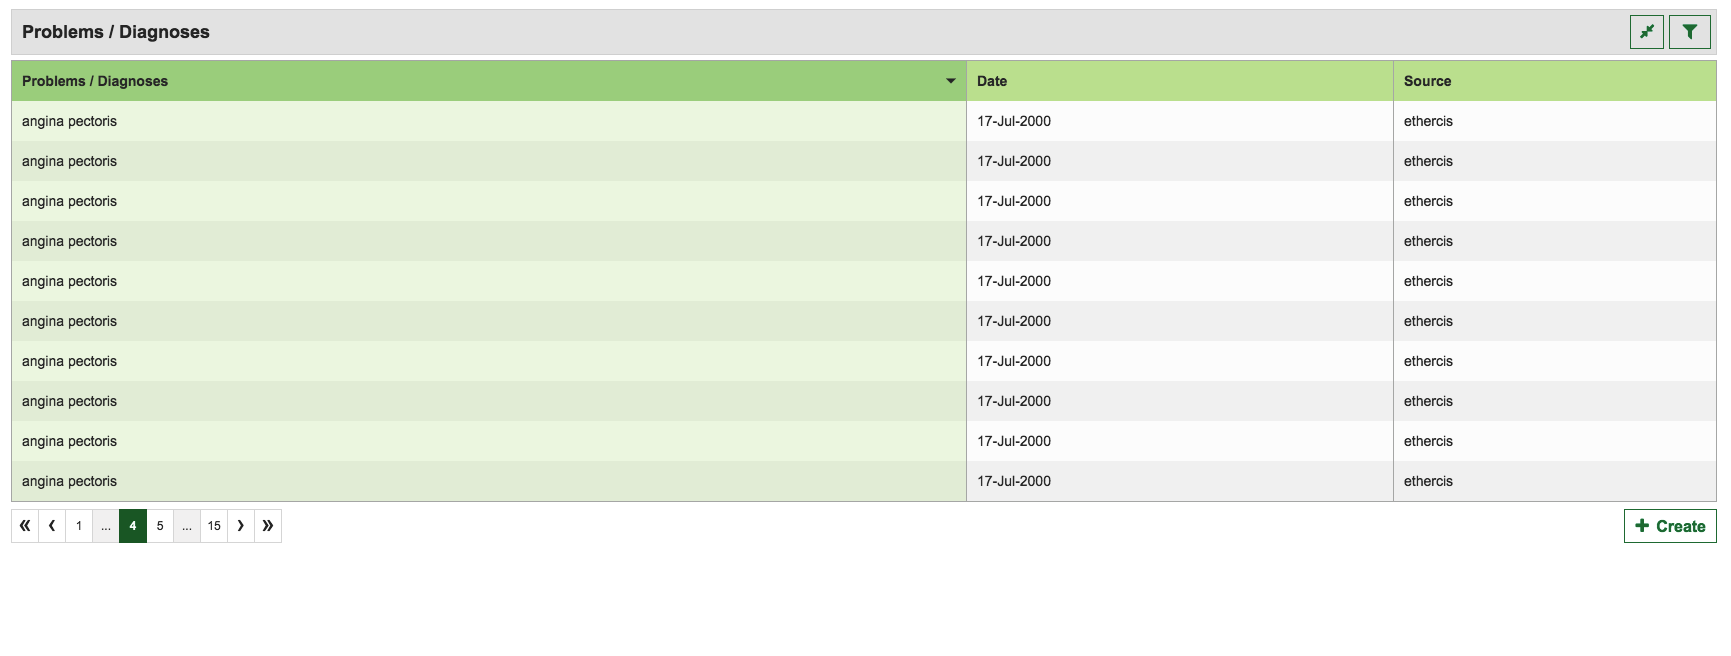 Problems / Diagnoses
Problems / Diagnoses Date Source
angina pectoris 17-Jul-2000 ethercis
angina pectoris 17-Jul-2000 ethercis
angina pectoris 17-Jul-2000 ethercis
angina pectoris 17-Jul-2000 ethercis
angina pectoris 17-Jul-2000 ethercis
angina pectoris 17-Jul-2000 ethercis
angina pectoris 17-Jul-2000 ethercis
angina pectoris 17-Jul-2000 ethercis
angina pectoris 17-Jul-2000 ethercis
angina pectoris 17-Jul-2000 ethercis
« ‹ 1 ... 4 5 ... 15 › » + Create